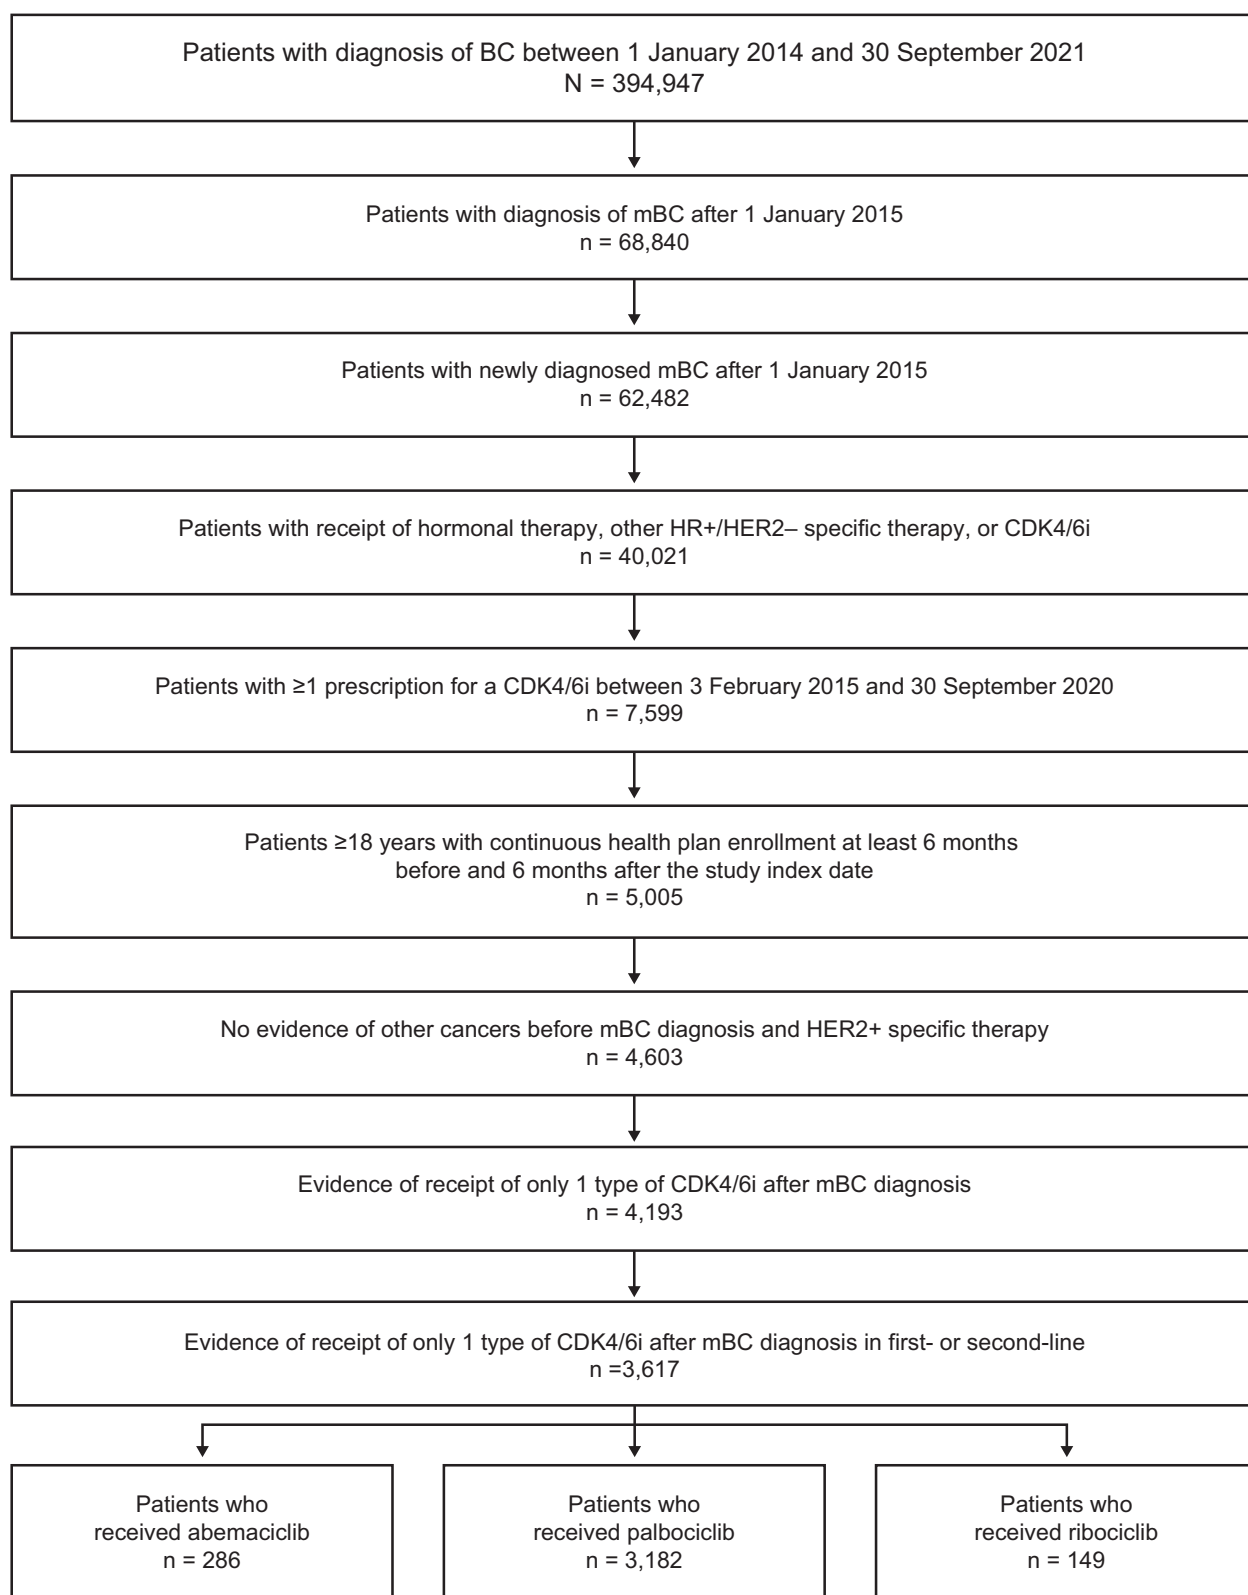 Patients with diagnosis of BC between 1 January 2014 and 30 September 2021
N = 394,947
Patients with diagnosis of mBC after 1 January 2015
n = 68,840
Patients with newly diagnosed mBC after 1 January 2015
n = 62,482
Patients with receipt of hormonal therapy, other HR+/HER2– specific therapy, or CDK4/6i
n = 40,021
Patients with ≥1 prescription for a CDK4/6i between 3 February 2015 and 30 September 2020
n = 7,599
Patients ≥18 years with continuous health plan enrollment at least 6 months
before and 6 months after the study index date
n = 5,005
No evidence of other cancers before mBC diagnosis and HER2+ specific therapy
n = 4,603
Evidence of receipt of only 1 type of CDK4/6i after mBC diagnosis
n = 4,193
Evidence of receipt of only 1 type of CDK4/6i after mBC diagnosis in first- or second-line
n =3,617
Patients who
received abemaciclib
n = 286
Patients who
received palbociclib
n = 3,182
Patients who
received ribociclib
n = 149